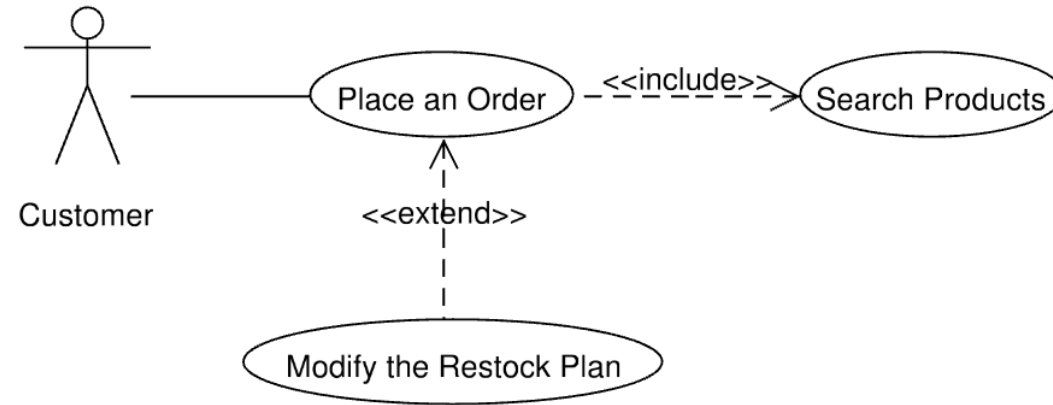 <<include>>
Place an Order
Search Products
Customer
<<extend>>
Modify the Restock Plan